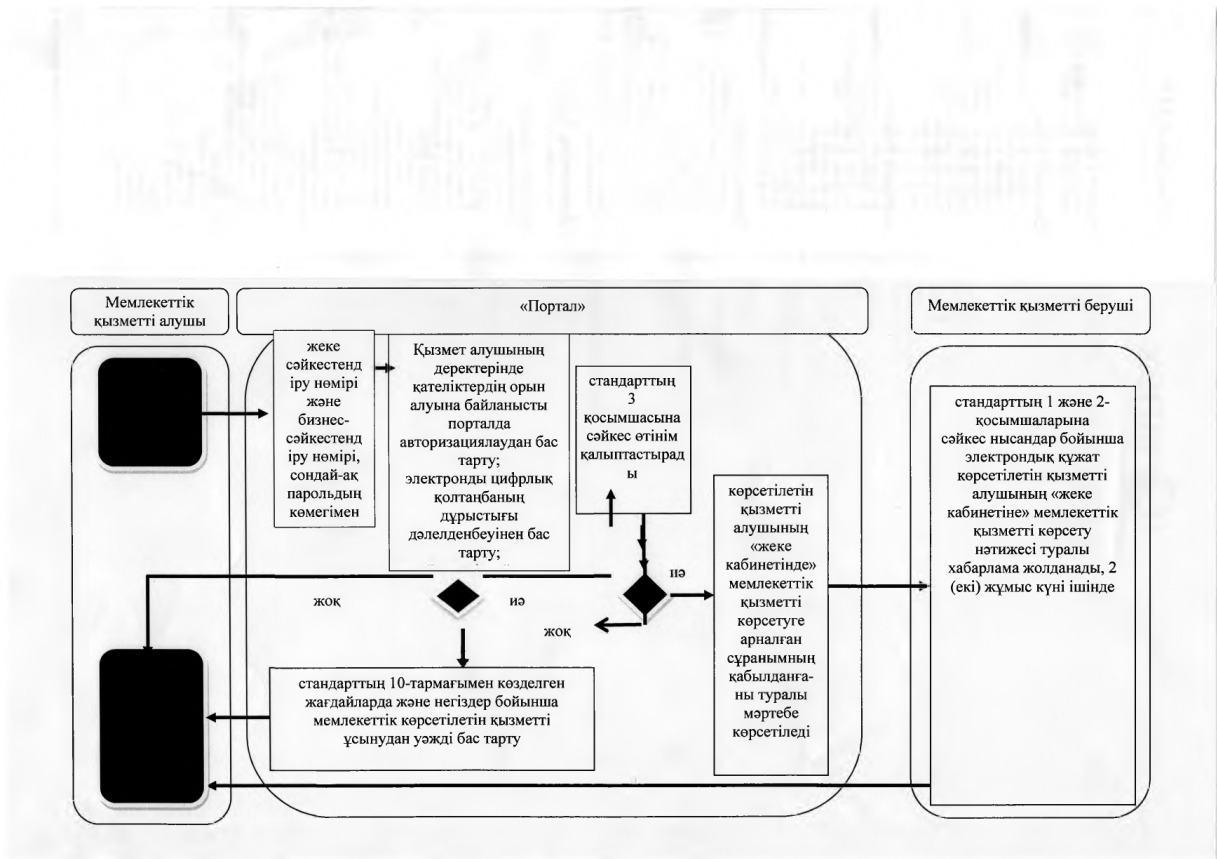 Мемлекеттік
қызметті алушы
«Портал»
Мемлекеттік қызметті беруші
жеке
сәйкестенд
іру нөмірі
және
бизнес-
сәйкестенд
іру нөмірі,
сондай-ақ
парольдың
көмегімен
Қызмет алушының
деректерінде
қателіктердің орын
алуына байланысты
порталда
авторизациялаудан бас
тарту;
электронды цифрлық
қолтаңбаның
дұрыстығы
дәлелденбеуінен бас
тарту;
стандарттың
3
қосымшасына
сәйкес өтінім
қалыптастырад
ы
көрсетілетін
қызметті
алушының
«жеке
кабинетінде»
мемлекеттік
қызметті
көрсетуге
арналған
сұранымның
қабылданға-
ны туралы
мәртебе
көрсетіледі
стандарттың 1 және 2-
қосымшаларына
сәйкес нысандар бойынша
электрондық құжат
көрсетілетін қызметті
алушының «жеке
кабинетіне» мемлекеттік
қызметті көрсету
нәтижесі туралы
хабарлама жолданады, 2
(екі) жұмыс күні ішінде
иә
жоқ
иә
жоқ
стандарттың 10-тармағымен көзделген
жағдайларда және негіздер бойынша
мемлекеттік көрсетілетін қызметті
ұсынудан уәжді бас тарту